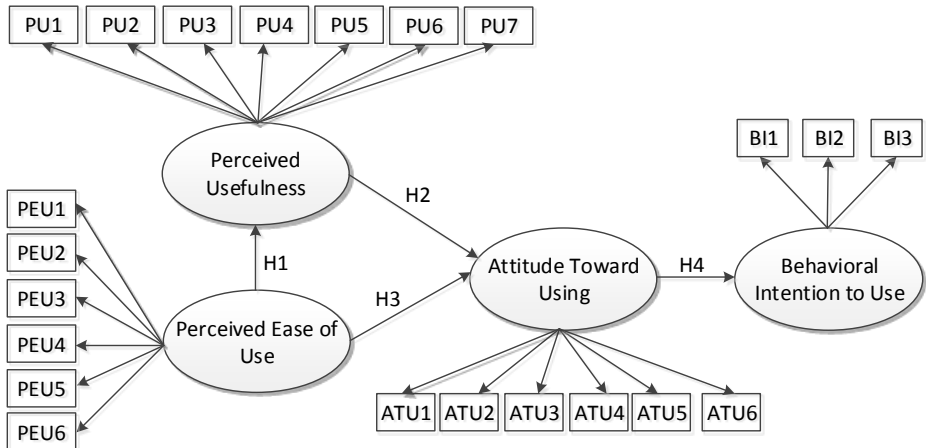 PU1 PU2 PU3 PU4 PU5 PU6 PU7
Perceived
Usefulness
BI1 BI2 BI3
PEU1
PEU2
PEU3
PEU4
PEU5
PEU6
H1
H2
H3
Perceived Ease of
Use
Attitude Toward
Using
H4
Behavioral
Intention to Use
ATU1 ATU2 ATU3 ATU4 ATU5 ATU6